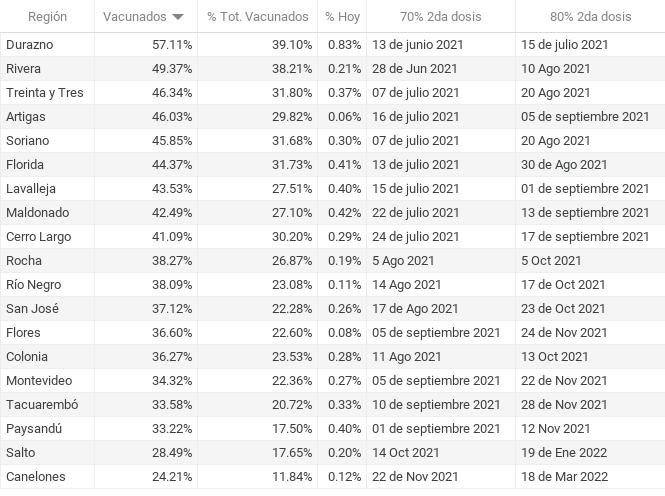 Región Vacunados % Tot. Vacunados % Hoy 70% 2da dosis 80% 2da dosis
Durazno 57.11% 39.10% 0.83% 13 de junio 2021 15 de julio 2021
Rivera 49.37% 38.21% 0.21% 28 de Jun 2021 10 Ago 2021
Treinta y Tres 46.34% 31.80% 0.37% 07 de julio 2021 20 Ago 2021
Artigas 46.03% 29.82% 0.06% 16 de julio 2021 05 de septiembre 2021
Soriano 45.85% 31.68% 0.30% 07 de julio 2021 20 Ago 2021
Florida 44.37% 31.73% 0.41% 13 de julio 2021 30 de Ago 2021
Lavalleja 43.53% 27.51% 0.40% 15 de julio 2021 01 de septiembre 2021
Maldonado 42.49% 27.10% 0.42% 22 de julio 2021 13 de septiembre 2021
Cerro Largo 41.09% 30.20% 0.29% 24 de julio 2021 17 de septiembre 2021
Rocha 38.27% 26.87% 0.19% 5 Ago 2021 5 Oct 2021
Río Negro 38.09% 23.08% 0.11% 14 Ago 2021 17 de Oct 2021
San José 37.12% 22.28% 0.26% 17 de Ago 2021 23 de Oct 2021
Flores 36.60% 22.60% 0.08% 05 de septiembre 2021 24 de Nov 2021
Colonia 36.27% 23.53% 0.28% 11 Ago 2021 13 Oct 2021
Montevideo 34.32% 22.36% 0.27% 05 de septiembre 2021 22 de Nov 2021
Tacuarembó 33.58% 20.72% 0.33% 10 de septiembre 2021 28 de Nov 2021
Paysandú 33.22% 17.50% 0.40% 01 de septiembre 2021 12 Nov 2021
Salto 28.49% 17.65% 0.20% 14 Oct 2021 19 de Ene 2022
Canelones 24.21% 11.84% 0.12% 22 de Nov 2021 18 de Mar 2022